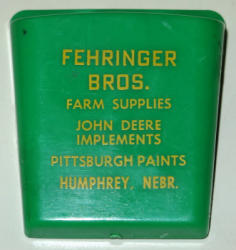 FEHRINGER
BROS.
FARM SUPPLIES
JOHN DEERE
IMPLEMENTS
PITTSBURGH PAINTS
HUMPHREY, NEBR.